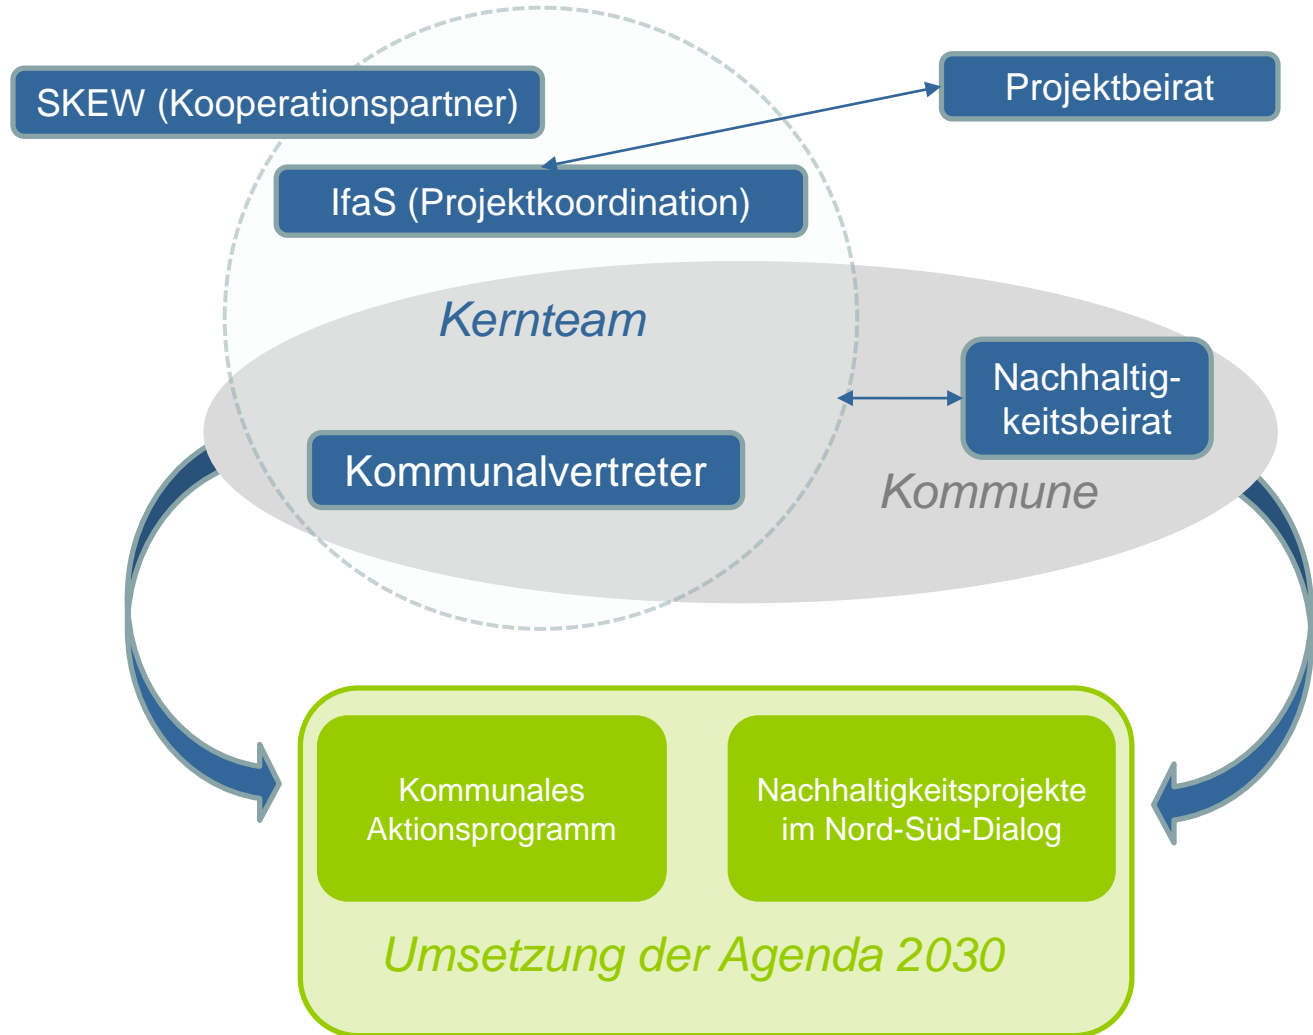 SKEW (Kooperationspartner)
Projektbeirat
IfaS (Projektkoordination)
Kernteam
Nachhaltig-
keitsbeirat
Kommunalvertreter
Kommune
Kommunales
Aktionsprogramm
Nachhaltigkeitsprojekte
im Nord-Süd-Dialog
Umsetzung der Agenda 2030